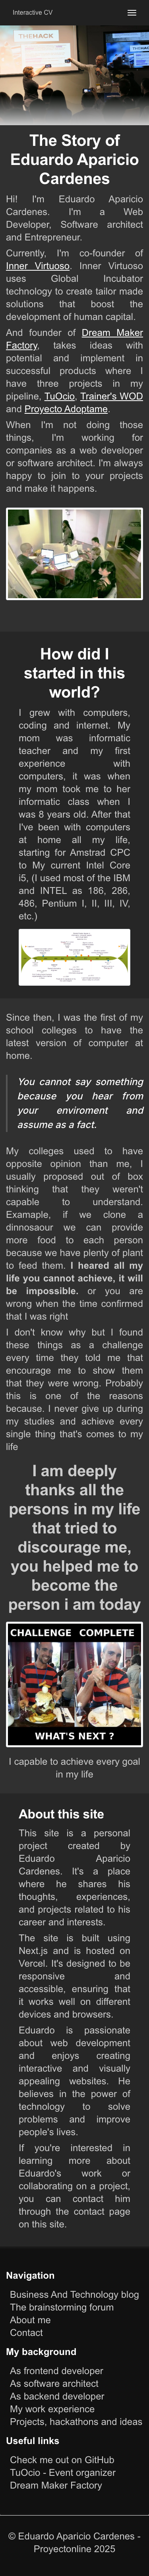 Interactive CV
THEHACK
The Story of
Eduardo Aparicio
Cardenes
Hi! I'm Eduardo Aparicio
Cardenes. I'm a Web
Developer, Software architect
and Entrepreneur.
Currently, I'm co-founder of
Inner Virtuoso. Inner Virtuoso
uses Global Incubator
technology to create tailor made
solutions that boost the
development of human capital.
And founder of Dream Maker
Factory, takes ideas with
potential and implement in
successful products where I
have three projects in my
pipeline, TuOcio, Trainer's WOD
and Proyecto Adoptame.
When I'm not doing those
things, I'm working for
companies as a web developer
or software architect. I'm always
happy to join to your projects
and make it happens.
How did I
started in this
world?
I grew with computers,
coding and internet. My
mom was informatic
teacher and my first
experience with
computers, it was when
my mom took me to her
informatic class when I
was 8 years old. After that
I've been with computers
at home all my life,
starting for Amstrad CPC
to My current Intel Core
i5, (I used most of the IBM
and INTEL as 186, 286,
486, Pentium I, II, III, IV,
etc.)
Since then, I was the first of my
school colleges to have the
latest version of computer at
home.
You cannot say something
because you hear from
your enviroment and
assume as a fact.
My colleges used to have
opposite opinion than me, I
usually proposed out of box
thinking that they weren't
capable to understand.
Examaple, if we clone a
dinnosaour we can provide
more food to each person
because we have plenty of plant
to feed them. I heared all my
life you cannot achieve, it will
be impossible. or you are
wrong when the time confirmed
that I was right
I don't know why but I found
these things as a challenge
every time they told me that
encourage me to show them
that they were wrong. Probably
this is one of the reasons
because. I never give up during
my studies and achieve every
single thing that's comes to my
life
I am deeply
thanks all the
persons in my life
that tried to
discourage me,
you helped me to
become the
person i am today
CHALLENGE COMPLETE
WHAT'S NEXT ?
I capable to achieve every goal
in my life
About this site
This site is a personal
project created by
Eduardo Aparicio
Cardenes. It's a place
where he shares his
thoughts, experiences,
and projects related to his
career and interests.
The site is built using
Next.js and is hosted on
Vercel. It's designed to be
responsive and
accessible, ensuring that
it works well on different
devices and browsers.
Eduardo is passionate
about web development
and enjoys creating
interactive and visually
appealing websites. He
believes in the power of
technology to solve
problems and improve
people's lives.
If you're interested in
learning more about
Eduardo's work or
collaborating on a project,
you can contact him
through the contact page
on this site.
Navigation
Business And Technology blog
The brainstorming forum
About me
Contact
My background
As frontend developer
As software architect
As backend developer
My work experience
Projects, hackathons and ideas
Useful links
Check me out on GitHub
TuOcio - Event organizer
Dream Maker Factory
© Eduardo Aparicio Cardenes -
Proyectonline 2025